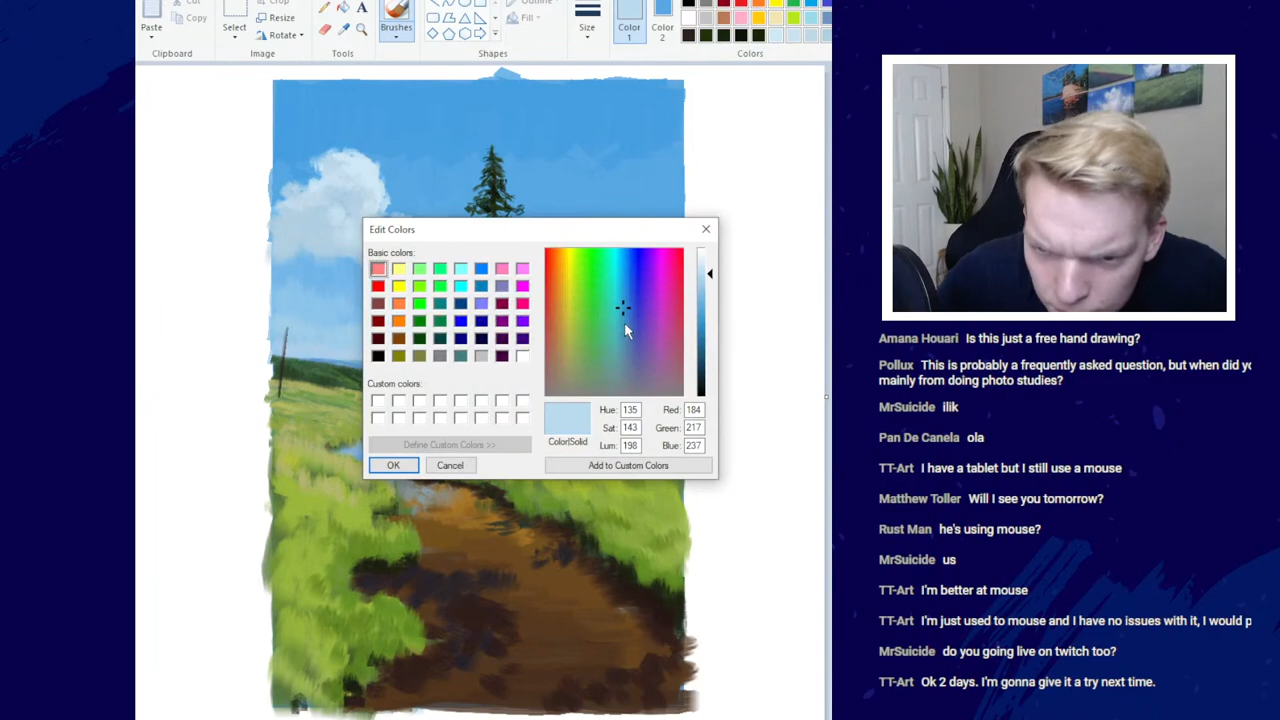 Crop
Outline
Paste
Copy
Select
Resize
Rotate
Brushes
Fill
Size
Color
1
Color
2
Clipboard
Image
Tools
Shapes
Colors
Edit Colors
Basic colors:
Custom colors:
Define Custom Colors >>
OK
Cancel
Color|Solid
Hue: 135
Sat: 143
Lum: 198
Red: 184
Green: 217
Blue: 237
Add to Custom Colors
Amana Houari Is this just a free hand drawing?
Pollux This is probably a frequently asked question, but when did yo
mainly from doing photo studies?
MrSuicide ilik
Pan De Canela ola
TT-Art I have a tablet but I still use a mouse
Matthew Toller Will I see you tomorrow?
Rust Man he's using mouse?
MrSuicide us
TT-Art I'm better at mouse
TT-Art I'm just used to mouse and I have no issues with it, I would p
MrSuicide do you going live on twitch too?
TT-Art Ok 2 days. I'm gonna give it a try next time.